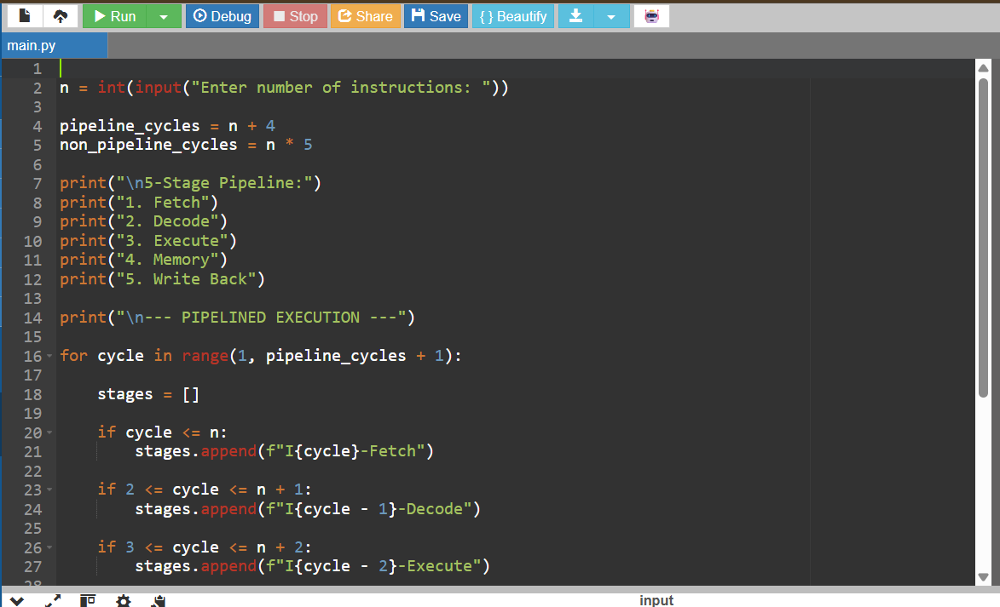 Run Debug Stop Share Save { } Beautify
main.py
1
2 n = int(input("Enter number of instructions: "))
3
4 pipeline_cycles = n + 4
5 non_pipeline_cycles = n * 5
6
7 print("\n5-Stage Pipeline:")
8 print("1. Fetch")
9 print("2. Decode")
10 print("3. Execute")
11 print("4. Memory")
12 print("5. Write Back")
13
14 print("\n--- PIPELINED EXECUTION ---")
15
16 for cycle in range(1, pipeline_cycles + 1):
17
18     stages = []
19
20     if cycle <= n:
21         stages.append(f"I{cycle}-Fetch")
22
23     if 2 <= cycle <= n + 1:
24         stages.append(f"I{cycle - 1}-Decode")
25
26     if 3 <= cycle <= n + 2:
27         stages.append(f"I{cycle - 2}-Execute")
28
input